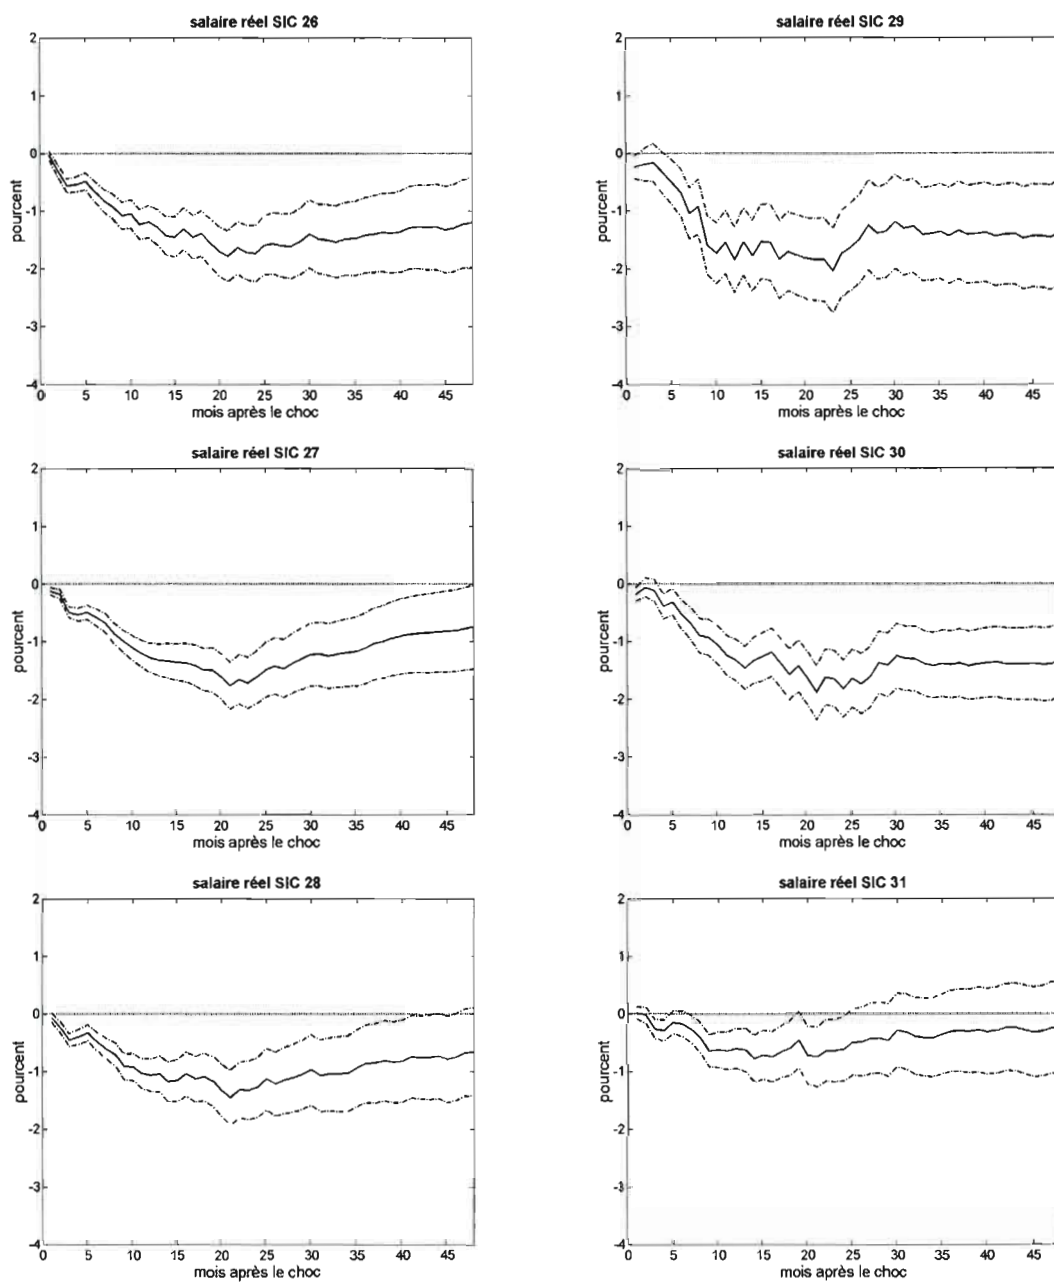 salaire réel SIC 26
2
1
0
-1
-2
-3
-4
pourcent
0 5 10 15 20 25 30 35 40 45
mois après le choc
salaire réel SIC 29
2
1
0
-1
-2
-3
-4
pourcent
0 5 10 15 20 25 30 35 40 45
mois après le choc
salaire réel SIC 27
2
1
0
-1
-2
-3
-4
pourcent
0 5 10 15 20 25 30 35 40 45
mois après le choc
salaire réel SIC 30
2
1
0
-1
-2
-3
-4
pourcent
0 5 10 15 20 25 30 35 40 45
mois après le choc
salaire réel SIC 28
2
1
0
-1
-2
-3
-4
pourcent
0 5 10 15 20 25 30 35 40 45
mois après le choc
salaire réel SIC 31
2
1
0
-1
-2
-3
-4
pourcent
0 5 10 15 20 25 30 35 40 45
mois après le choc